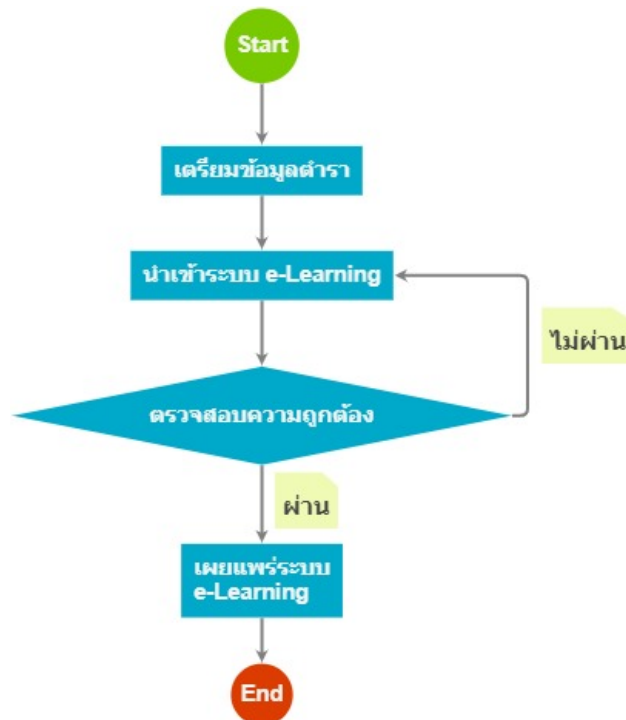 Start
เตรียมข้อมูลตำรา
นำเข้าระบบ e-Learning
ไม่ผ่าน
ตรวจสอบความถูกต้อง
ผ่าน
เผยแพร่ระบบ
e-Learning
End